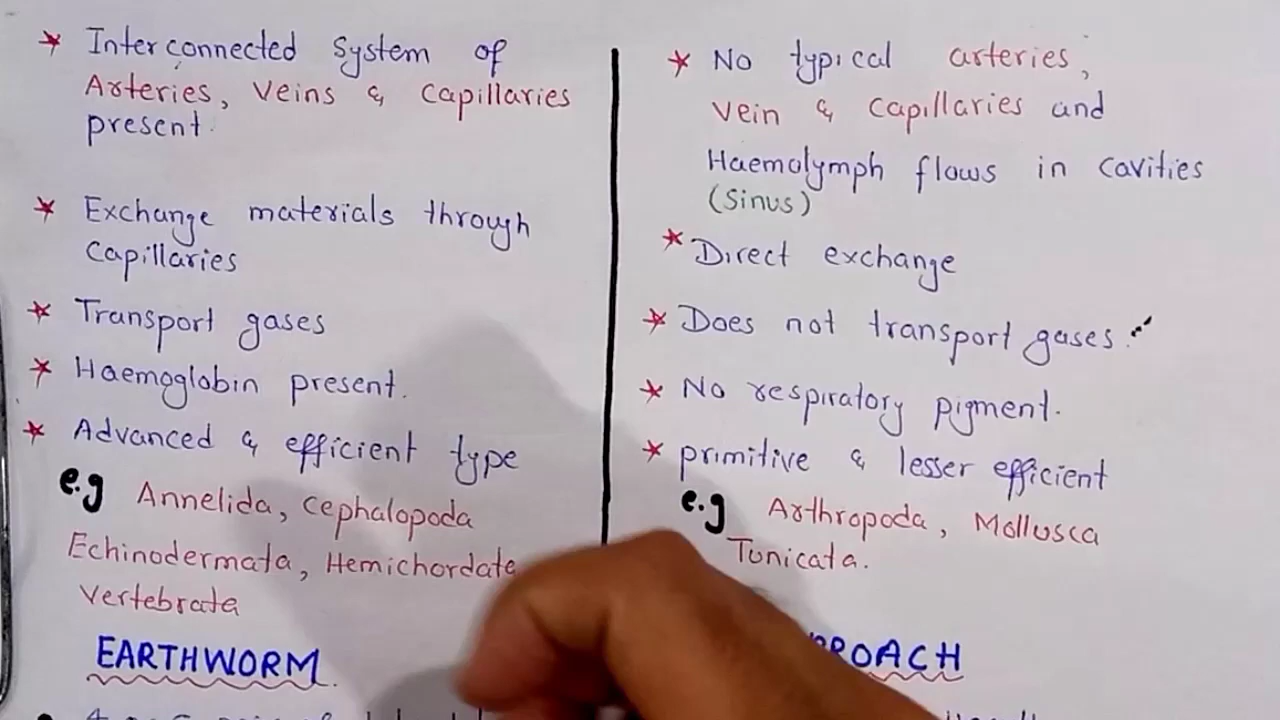 Interconnected System of
Arteries, Veins & Capillaries
present.
Exchange materials through
Capillaries
Transport gases
Haemoglobin present.
Advanced & efficient type
e.g Annelida, Cephalopoda
Echinodermata, Hemichordate
Vertebrata
EARTHWORM
No typical arteries,
Vein & Capillaries and
Haemolymph flows in cavities
(Sinus)
Direct exchange
Does not transport gases.
No respiratory pigment.
primitive & lesser efficient
e.g Arthropoda, Mollusca
Tunicata.
ROACH